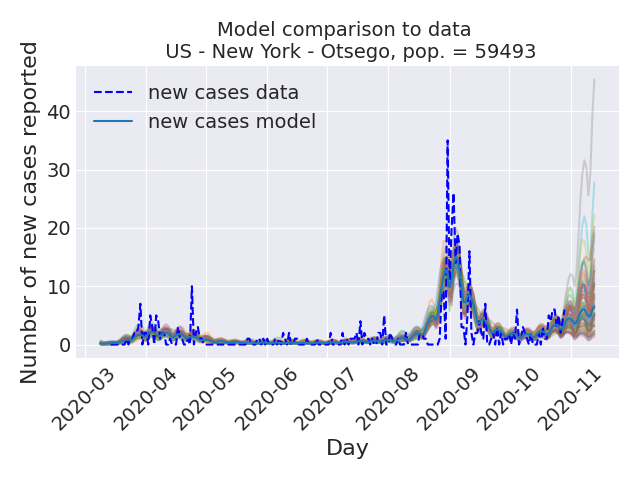 Model comparison to data
US - New York - Otsego, pop. = 59493
Number of new cases reported
new cases data
new cases model
40
30
20
10
0
2020-03
2020-04
2020-05
2020-06
2020-07
2020-08
2020-09
2020-10
2020-11
Day